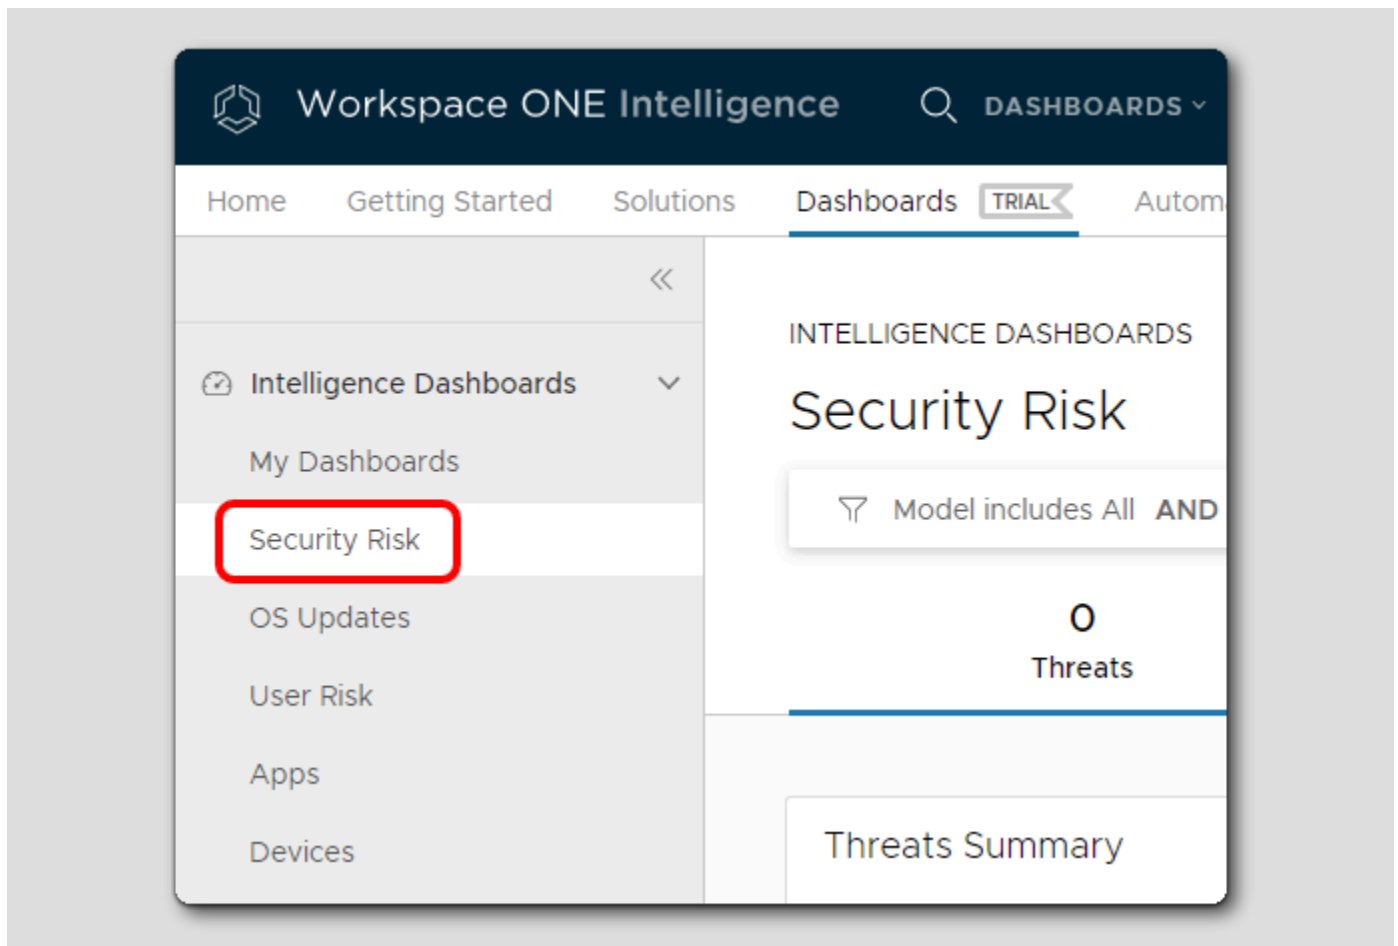 Workspace ONE Intelligence DASHBOARDS
Home Getting Started Solutions Dashboards TRIAL Autom
Intelligence Dashboards
My Dashboards
Security Risk
OS Updates
User Risk
Apps
Devices
INTELLIGENCE DASHBOARDS
Security Risk
Model includes All AND
0
Threats
Threats Summary